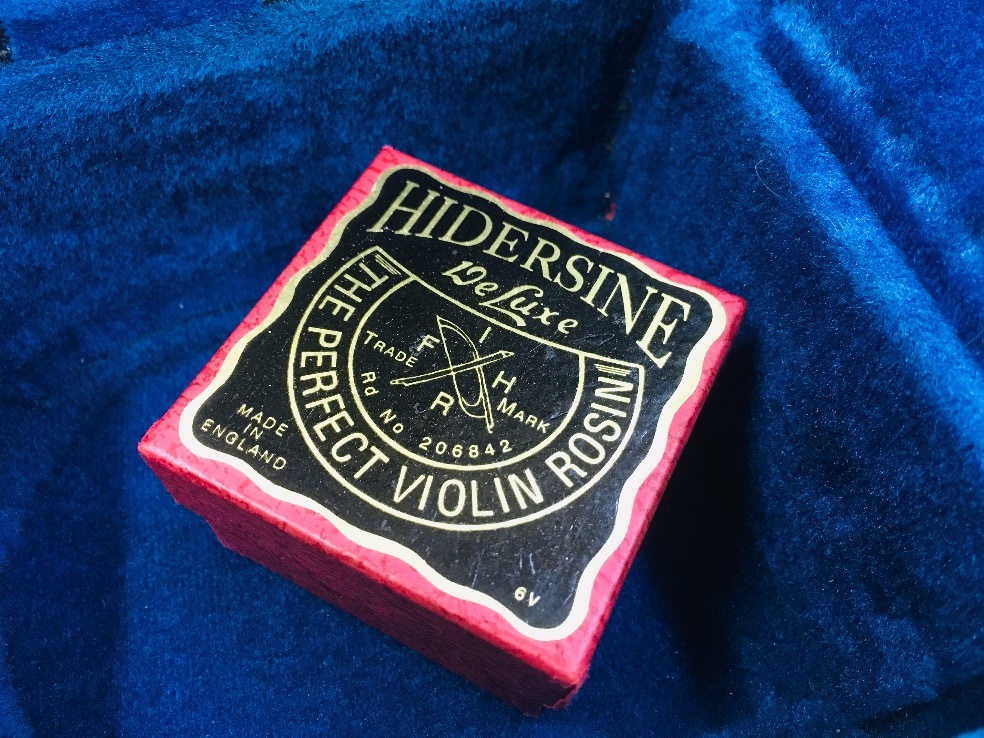 HIDERSINE
De Luxe
THE PERFECT VIOLIN ROSIN
TRADE MARK
F I H R
Rd No 206842
MADE
IN
ENGLAND
6V